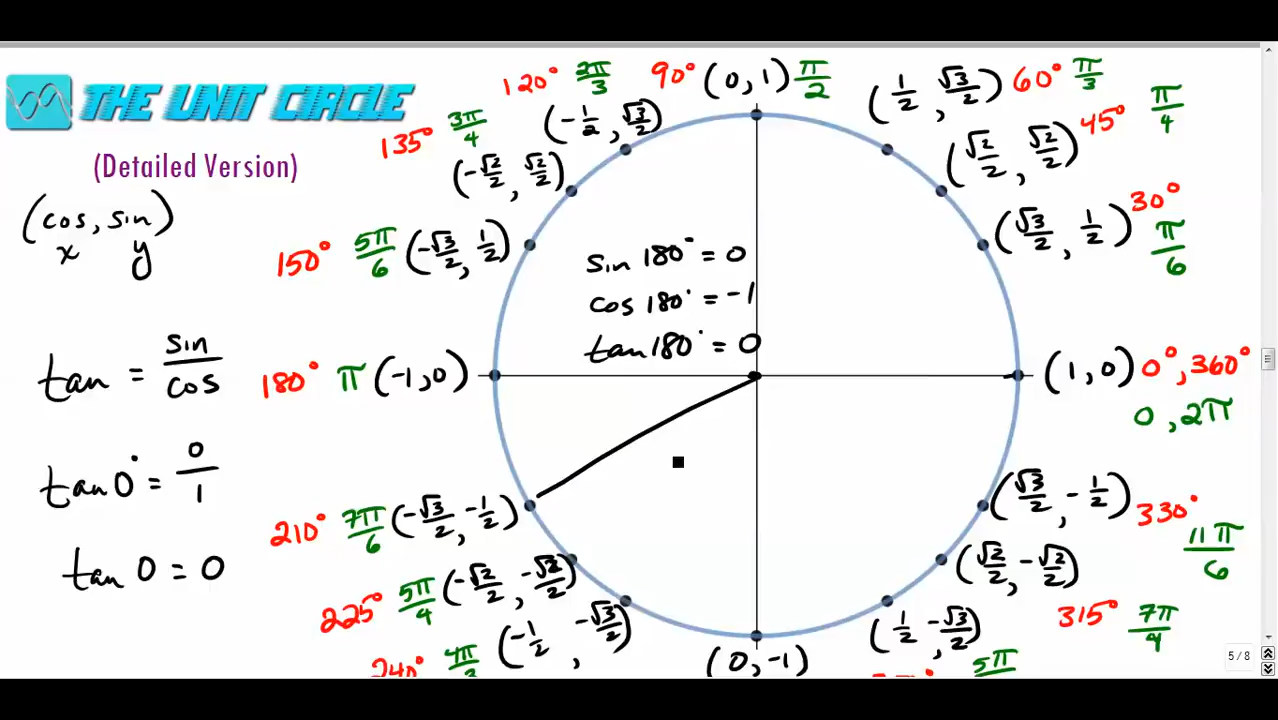 THE UNIT CIRCLE
(Detailed Version)
(cos, sin)
x y
tan = sin/cos
tan 0° = 0/1
tan 0 = 0
90° (0, 1) π/2
120° 2π/3
(-1/2, √3/2)
135° 3π/4
(-√2/2, √2/2)
150° 5π/6 (-√3/2, 1/2)
180° π (-1, 0)
210° 7π/6 (-√3/2, -1/2)
225° 5π/4 (-√2/2, -√2/2)
240° 4π/3 (-1/2, -√3/2)
sin 180° = 0
cos 180° = -1
tan 180° = 0
(1/2, √3/2) 60° π/3
(√2/2, √2/2) 45° π/4
(√3/2, 1/2) 30° π/6
(1, 0) 0°, 360°
0, 2π
(√3/2, -1/2) 330° 11π/6
(√2/2, -√2/2)
315° 7π/4
(1/2, -√3/2)
5π
(0, -1)
5/8